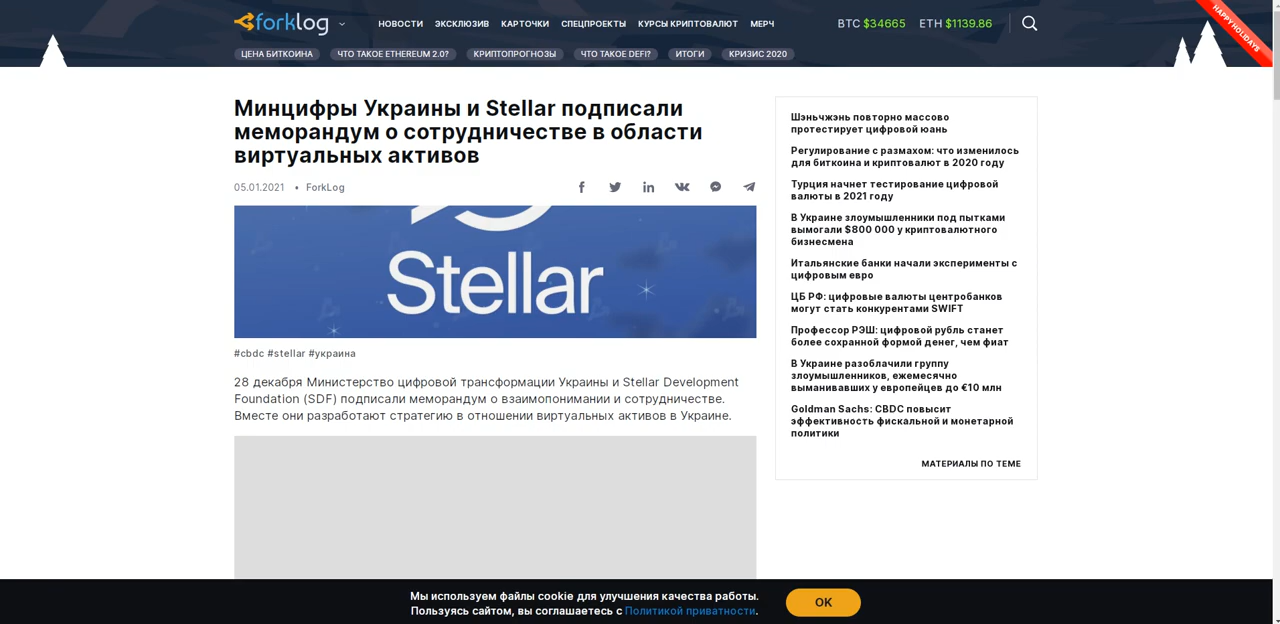 forklog
НОВОСТИ ЭКСКЛЮЗИВ КАРТОЧКИ СПЕЦПРОЕКТЫ КУРСЫ КРИПТОВАЛЮТ МЕРЧ
BTC $34665 ETH $1139.86
HAPPY HOLIDAYS
ЦЕНА БИТКОИНА ЧТО ТАКОЕ ETHEREUM 2.0? КРИПТОПРОГНОЗЫ ЧТО ТАКОЕ DEFI? ИТОГИ КРИЗИС 2020
Минцифры Украины и Stellar подписали
меморандум о сотрудничестве в области
виртуальных активов
05.01.2021 • ForkLog
Stellar
#cbdc #stellar #украина
28 декабря Министерство цифровой трансформации Украины и Stellar Development
Foundation (SDF) подписали меморандум о взаимопонимании и сотрудничестве.
Вместе они разработают стратегию в отношении виртуальных активов в Украине.
Шэньчжэнь повторно массово
протестирует цифровой юань
Регулирование с размахом: что изменилось
для биткоина и криптовалют в 2020 году
Турция начнет тестирование цифровой
валюты в 2021 году
В Украине злоумышленники под пытками
вымогали $800 000 у криптовалютного
бизнесмена
Итальянские банки начали эксперименты с
цифровым евро
ЦБ РФ: цифровые валюты центробанков
могут стать конкурентами SWIFT
Профессор РЭШ: цифровой рубль станет
более сохранной формой денег, чем фиат
В Украине разоблачили группу
злоумышленников, ежемесячно
выманивавших у европейцев до €10 млн
Goldman Sachs: CBDC повысит
эффективность фискальной и монетарной
политики
МАТЕРИАЛЫ ПО ТЕМЕ
Мы используем файлы cookie для улучшения качества работы.
Пользуясь сайтом, вы соглашаетесь с Политикой приватности.
OK